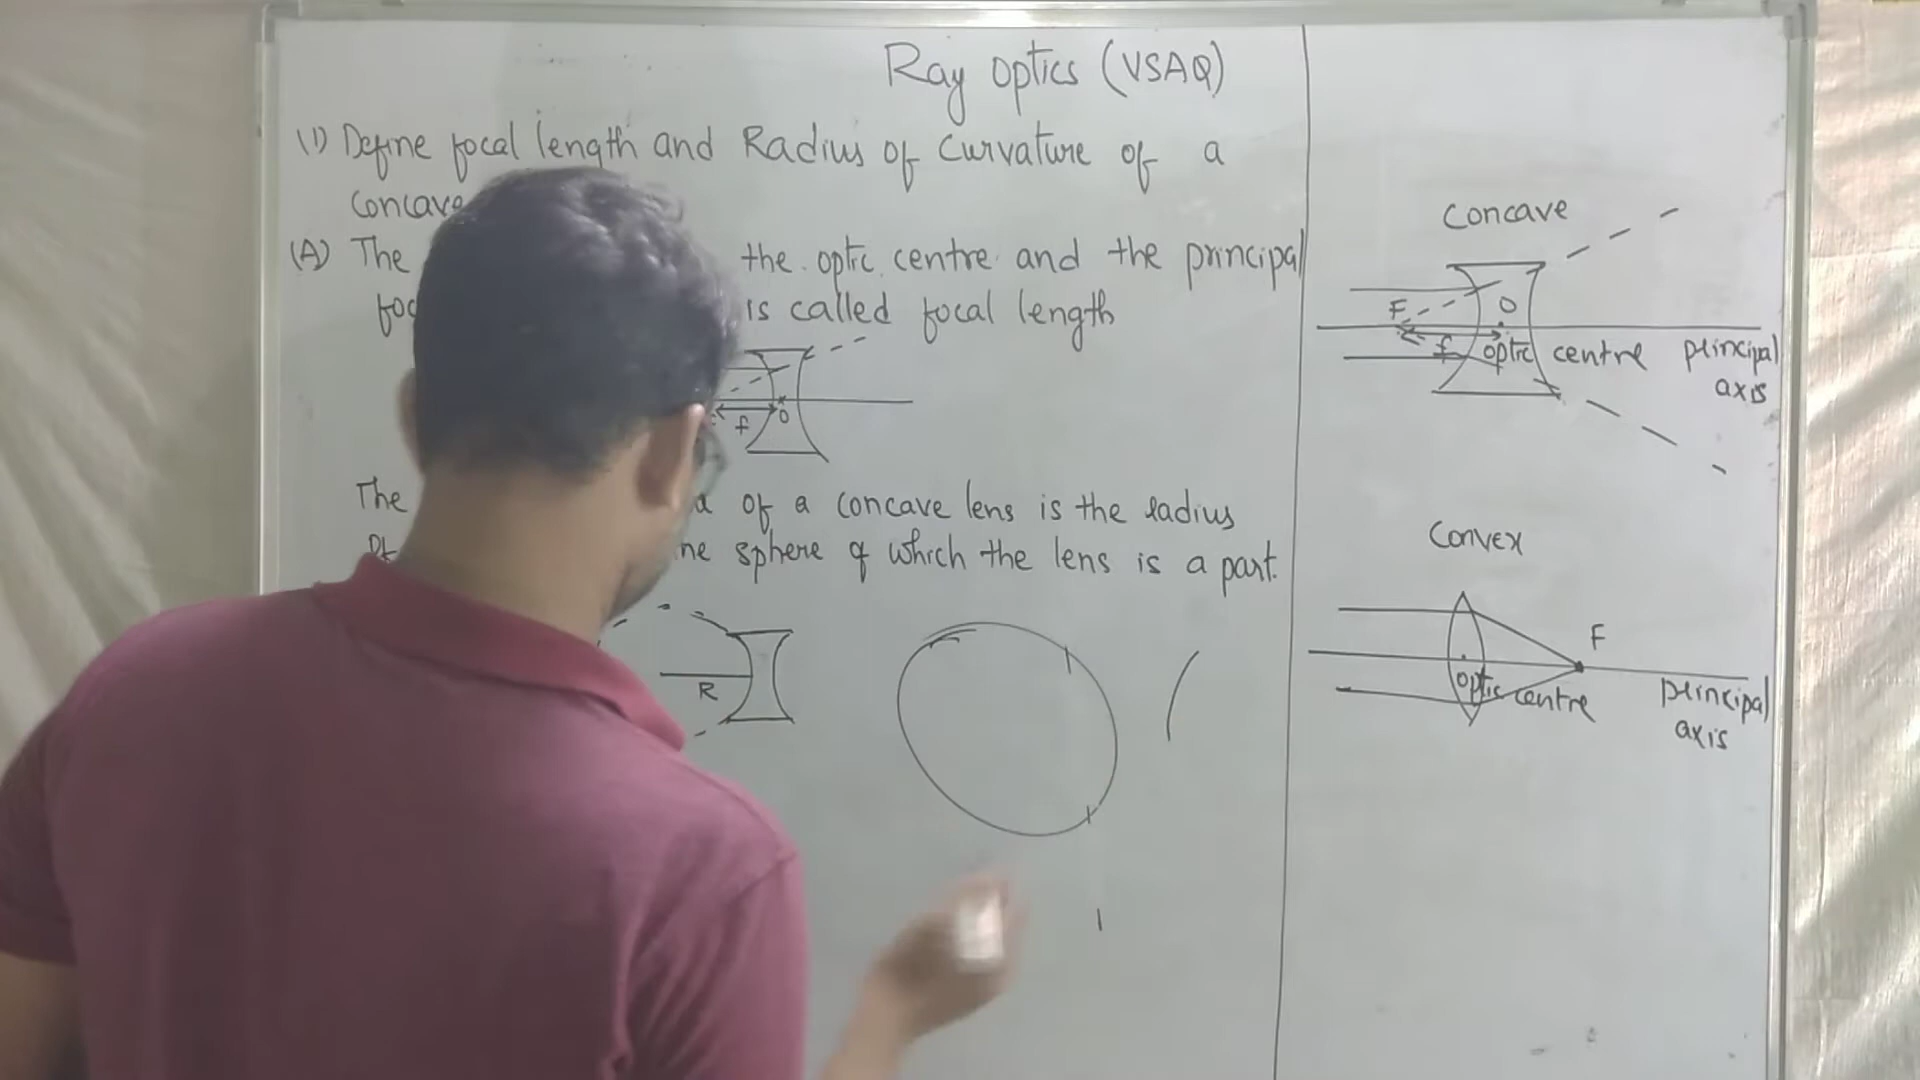 Ray optics (VSAQ)
(1) Define focal length and Radius of Curvature of a
Concave
(A) The the optic centre and the principal
is called focal length
f O
The of a concave lens is the radius
sphere of which the lens is a part.
R
Concave
F O
f optic centre principal
axis
Convex
F
optic centre principal
axis